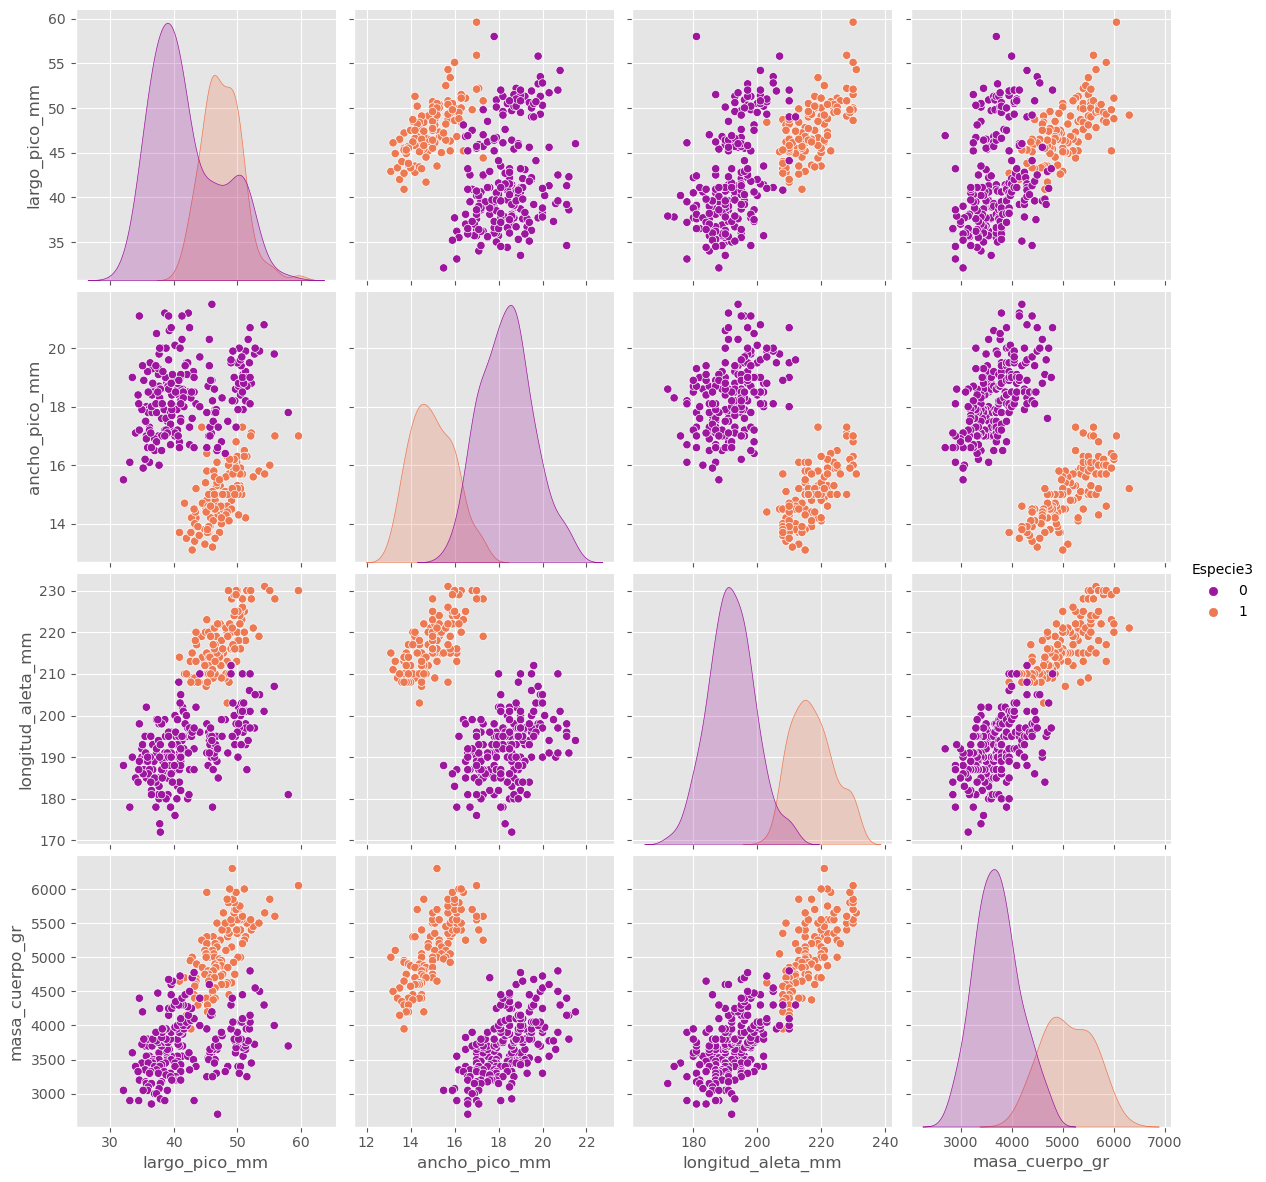 60
55
50
45
40
35
largo_pico_mm
20
18
16
14
ancho_pico_mm
230
220
210
200
190
180
170
longitud_aleta_mm
6000
5500
5000
4500
4000
3500
3000
masa_cuerpo_gr
30 40 50 60
12 14 16 18 20 22
180 200 220 240
3000 4000 5000 6000 7000
largo_pico_mm
ancho_pico_mm
longitud_aleta_mm
masa_cuerpo_gr
Especie3
0
1